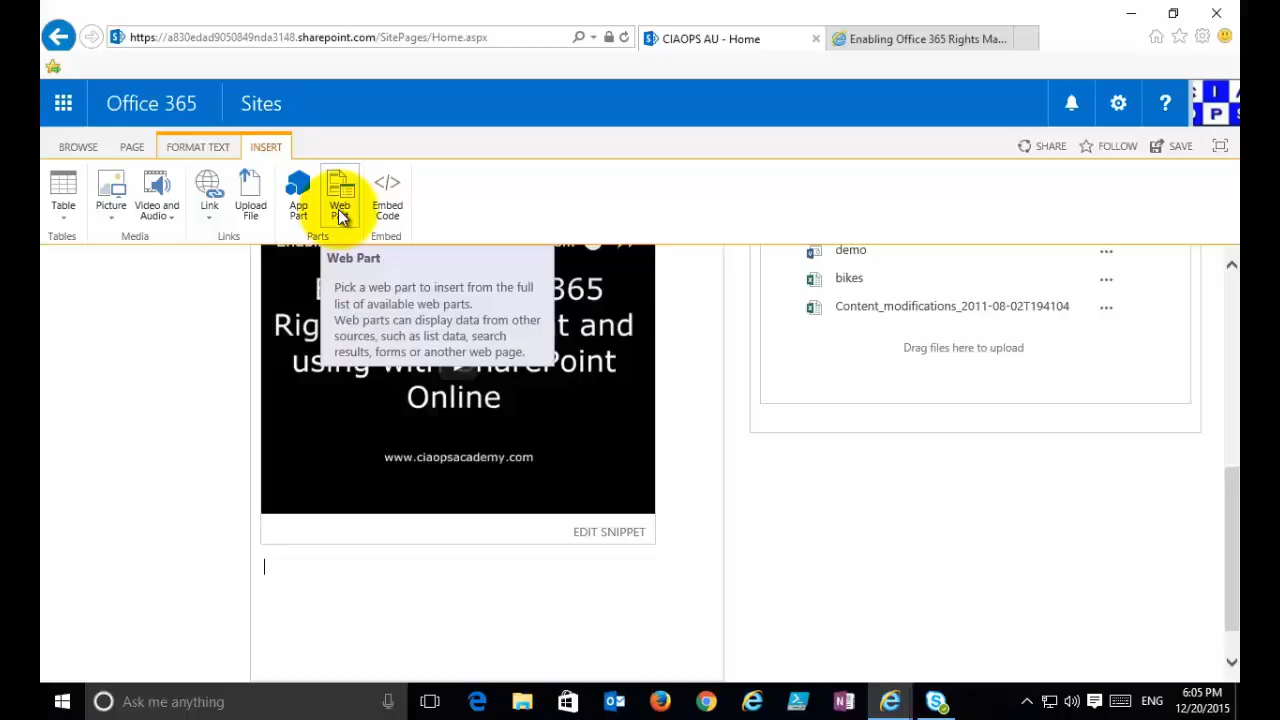 https://a830edad9050849nda3148.sharepoint.com/SitePages/Home.aspx
CIAOPS AU - Home
Enabling Office 365 Rights Ma...
Office 365
Sites
BROWSE
PAGE
FORMAT TEXT
INSERT
SHARE
FOLLOW
SAVE
Table
Picture
Video and
Audio
Link
Upload
File
App
Part
Web
Embed
Code
Tables
Media
Links
Parts
Embed
Web Part
Pick a web part to insert from the full
list of available web parts.
Web parts can display data from other
sources, such as list data, search
results, forms or another web page.
365
and
Point
Online
www.ciaopsacademy.com
EDIT SNIPPET
demo
bikes
Content_modifications_2011-08-02T194104
Drag files here to upload
Ask me anything
ENG
6:05 PM
12/20/2015